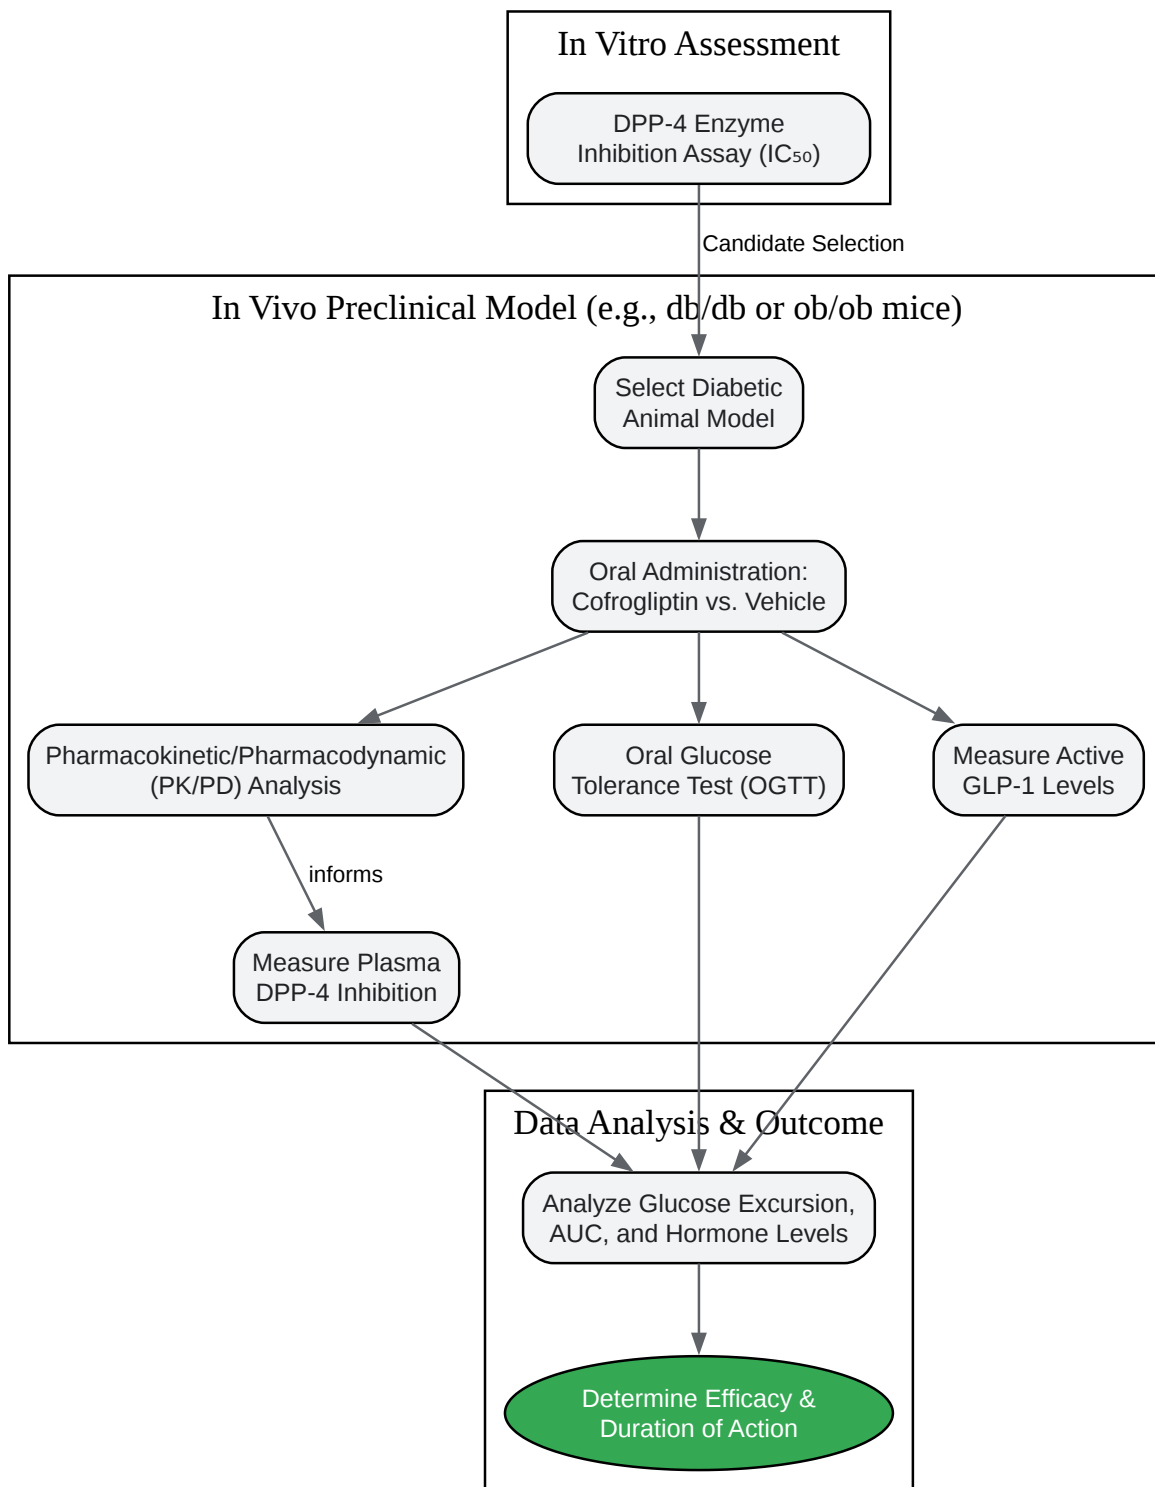 In Vitro Assessment
DPP-4 Enzyme
Inhibition Assay (IC₅₀)
Candidate Selection
In Vivo Preclinical Model (e.g., db/db or ob/ob mice)
Select Diabetic
Animal Model
Oral Administration:
Cofrogliptin vs. Vehicle
Pharmacokinetic/Pharmacodynamic
(PK/PD) Analysis
Oral Glucose
Tolerance Test (OGTT)
Measure Active
GLP-1 Levels
informs
Measure Plasma
DPP-4 Inhibition
Data Analysis & Outcome
Analyze Glucose Excursion,
AUC, and Hormone Levels
Determine Efficacy &
Duration of Action